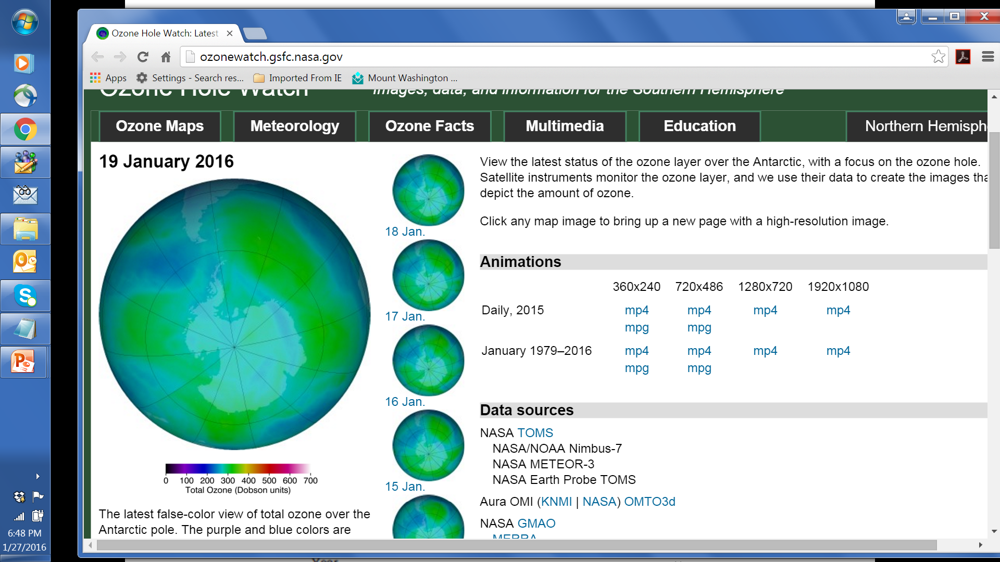 Ozone Hole Watch: Latest
ozonewatch.gsfc.nasa.gov
Apps
Settings - Search res...
Imported From IE
Mount Washington ...
Ozone Hole Watch
Images, data, and information for the Southern Hemisphere
Ozone Maps
Meteorology
Ozone Facts
Multimedia
Education
Northern Hemisph
19 January 2016
18 Jan.
17 Jan.
16 Jan.
15 Jan.
0 100 200 300 400 500 600 700
Total Ozone (Dobson units)
The latest false-color view of total ozone over the
Antarctic pole. The purple and blue colors are
View the latest status of the ozone layer over the Antarctic, with a focus on the ozone hole.
Satellite instruments monitor the ozone layer, and we use their data to create the images tha
depict the amount of ozone.
Click any map image to bring up a new page with a high-resolution image.
Animations
360x240 720x486 1280x720 1920x1080
Daily, 2015 mp4 mp4 mp4 mp4
mpg mpg
January 1979–2016 mp4 mp4 mp4 mp4
mpg mpg
Data sources
NASA TOMS
NASA/NOAA Nimbus-7
NASA METEOR-3
NASA Earth Probe TOMS
Aura OMI (KNMI | NASA) OMTO3d
NASA GMAO
MERRA
6:48 PM
1/27/2016
Year